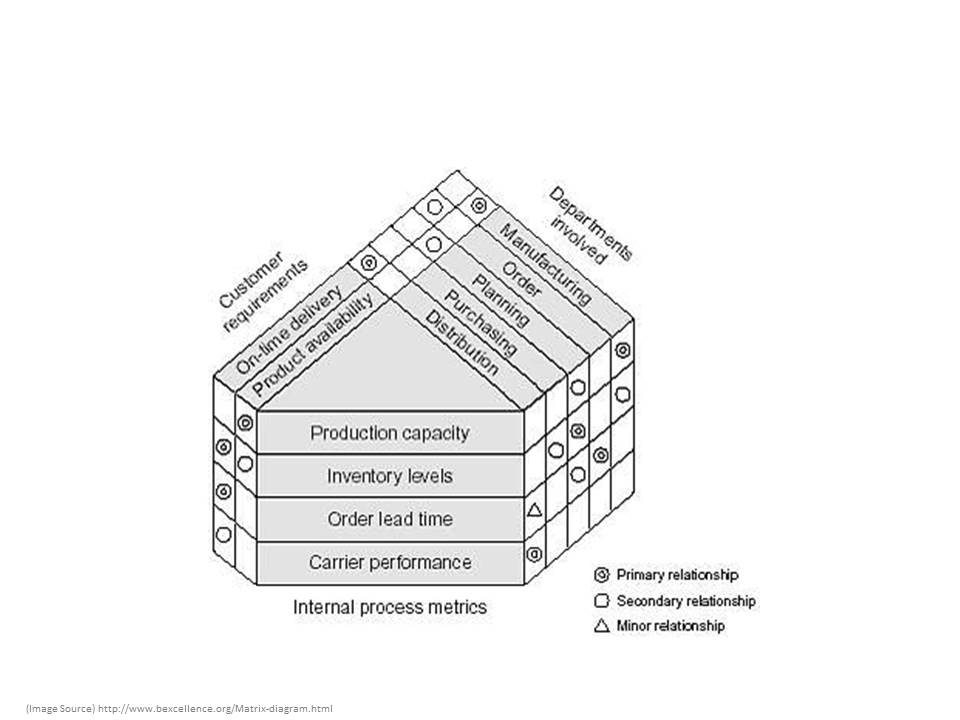 Departments
involved
Customer
requirements
Manufacturing
Order
Planning
Purchasing
Distribution
On-time delivery
Product availability
Production capacity
Inventory levels
Order lead time
Carrier performance
Internal process metrics
Primary relationship
Secondary relationship
Minor relationship
(Image Source) http://www.bexcellence.org/Matrix-diagram.html